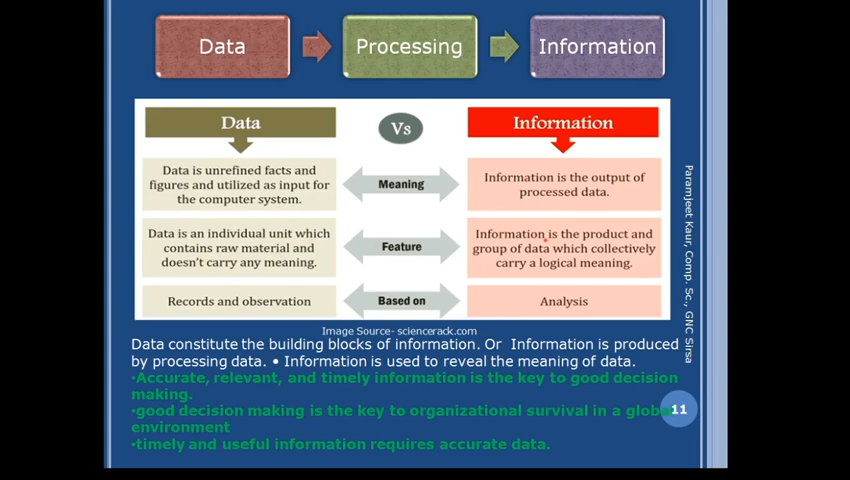 Data
Processing
Information
Data
Vs
Information
Data is unrefined facts and
figures and utilized as input for
the computer system.
Meaning
Information is the output of
processed data.
Data is an individual unit which
contains raw material and
doesn't carry any meaning.
Feature
Information is the product and
group of data which collectively
carry a logical meaning.
Records and observation
Based on
Analysis
Image Source- sciencerack.com
Data constitute the building blocks of information. Or Information is produced
by processing data. • Information is used to reveal the meaning of data.
•Accurate, relevant, and timely information is the key to good decision
making.
•good decision making is the key to organizational survival in a global
environment
•timely and useful information requires accurate data.
11
Paramjeet Kaur, Comp. Sc., GNC Sirsa